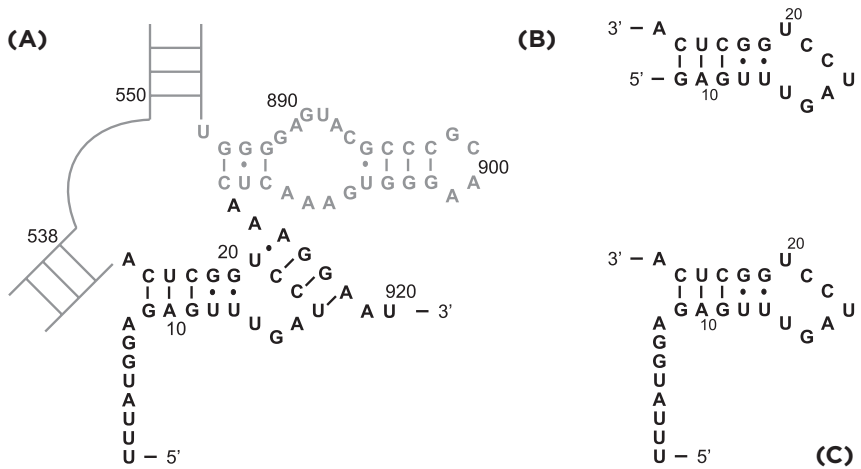 (A)
550
U
890
G G G G A G U A C G C C C G C
900
C U C A A A G U G G G A A
538
A
A A
A G G A A U 920 – 3’
A C U C G G U C C U
20
G A G U U U G A
10
A
G
G
U
A
U
U
U – 5’
(B)
3’ – A C U C G G U C C U
20
5’ – G A G U U U G A
10
3’ – A C U C G G U C C U
20
G A G U U U G A
10
A
G
G
U
A
U
U
U – 5’
(C)